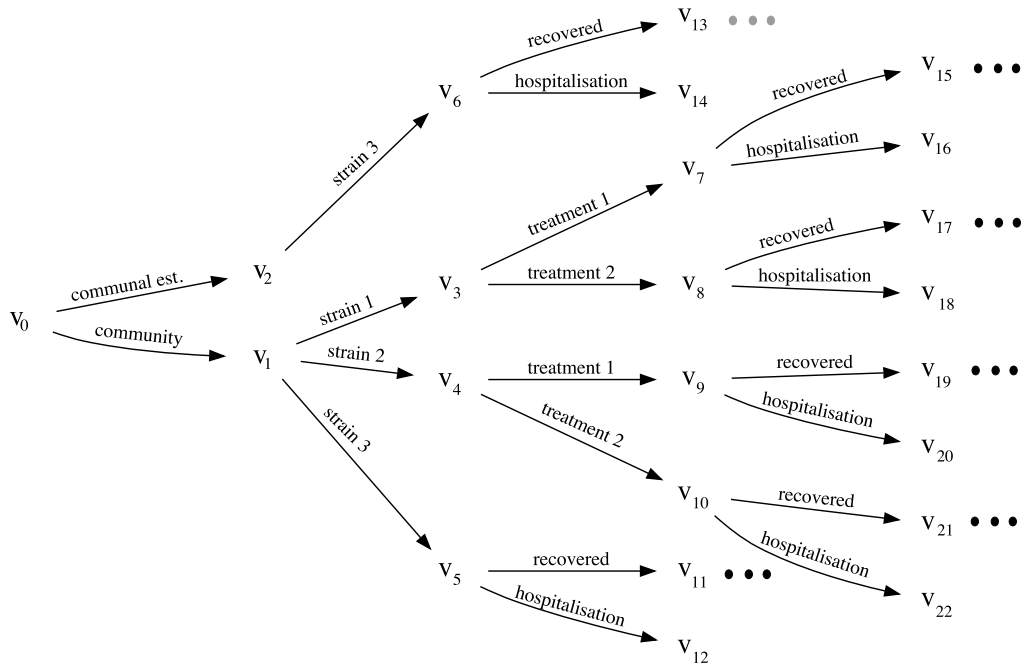 v0
communal est.
community
v2
v1
strain 3
strain 1
strain 2
strain 3
v6
v3
v4
v5
recovered
hospitalisation
treatment 1
treatment 2
treatment 1
treatment 2
recovered
hospitalisation
v13
v14
v7
v8
v9
v10
v11
v12
recovered
hospitalisation
recovered
hospitalisation
recovered
hospitalisation
recovered
hospitalisation
v15
v16
v17
v18
v19
v20
v21
v22